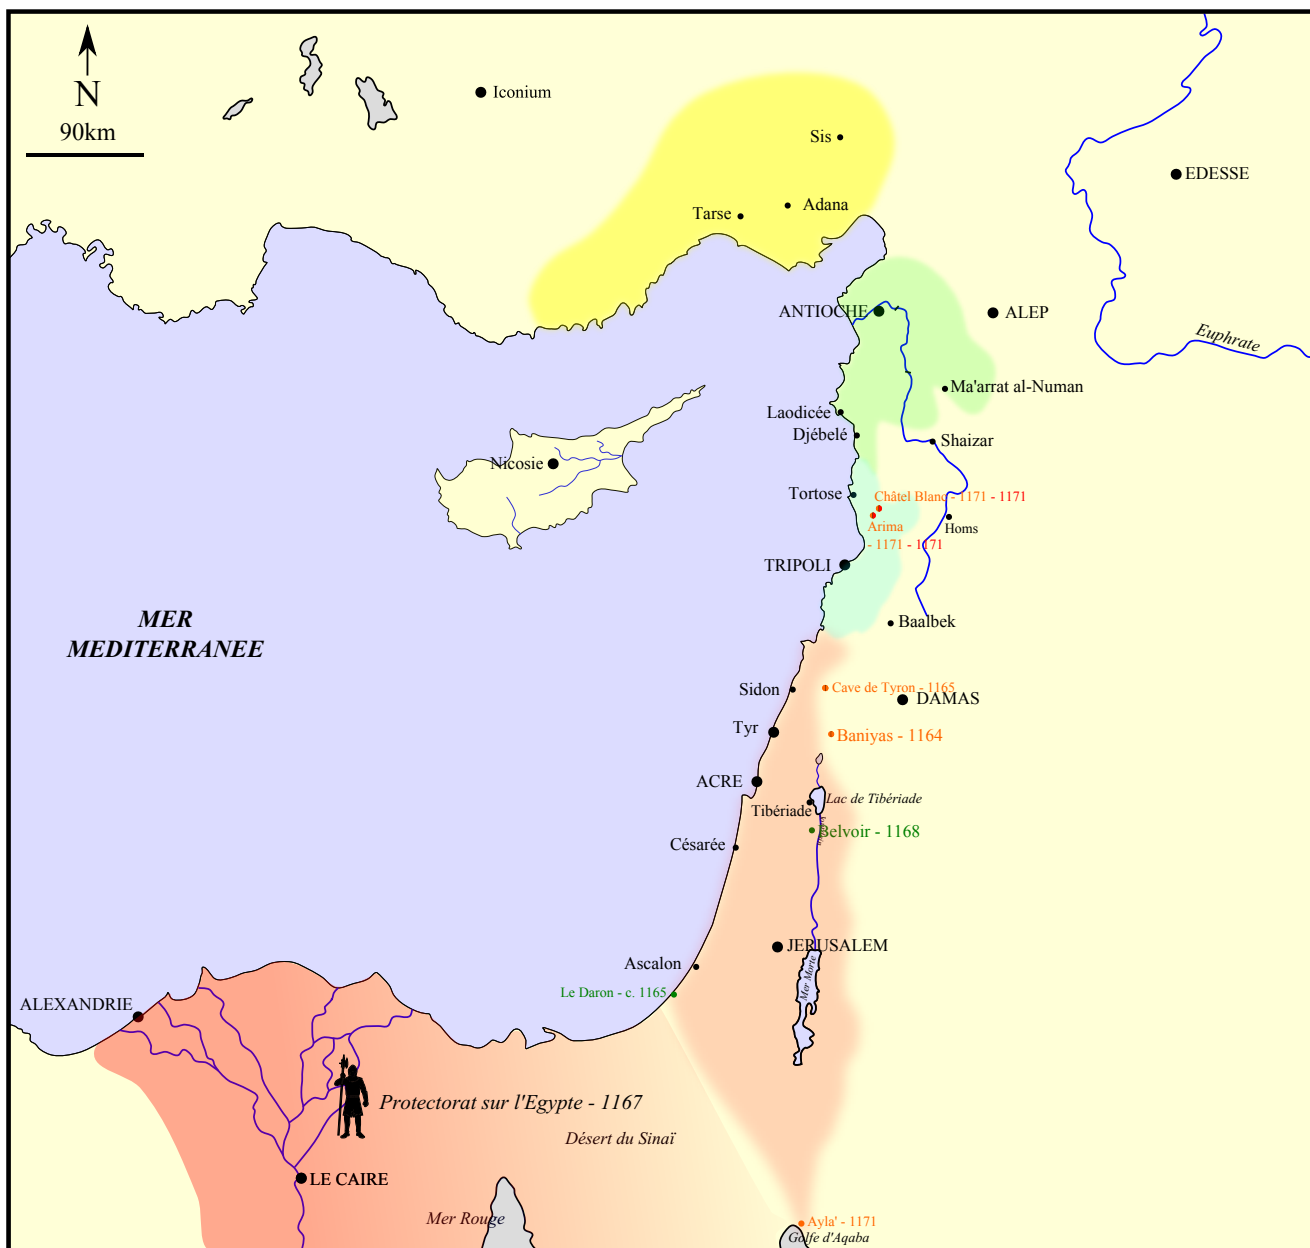 N
90km
Iconium
Sis
EDESSE
Tarse
Adana
ANTIOCHE
ALEP
Euphrate
Ma'arrat al-Numan
Laodicée
Djébelé
Shaizar
Nicosie
Tortose
Châtel Blanc - 1171 - 1171
Arima
- 1171 - 1171
Homs
TRIPOLI
MER
MEDITERRANEE
Baalbek
Sidon
Cave de Tyron - 1165
DAMAS
Tyr
Baniyas - 1164
ACRE
Lac de Tibériade
Tibériade
Belvoir - 1168
Césarée
JERUSALEM
Ascalon
Mer Morte
Le Daron - c. 1165
ALEXANDRIE
Protectorat sur l'Egypte - 1167
Désert du Sinaï
LE CAIRE
Mer Rouge
Ayla' - 1171
Golfe d'Aqaba